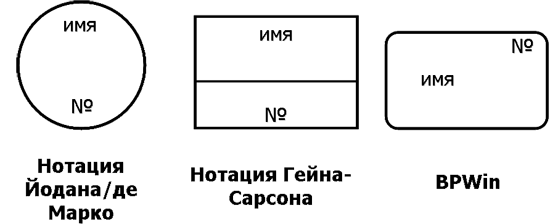 имя
№
Нотация
Йодана/де
Марко
имя
№
Нотация Гейна-
Сарсона
№
имя
BPWin